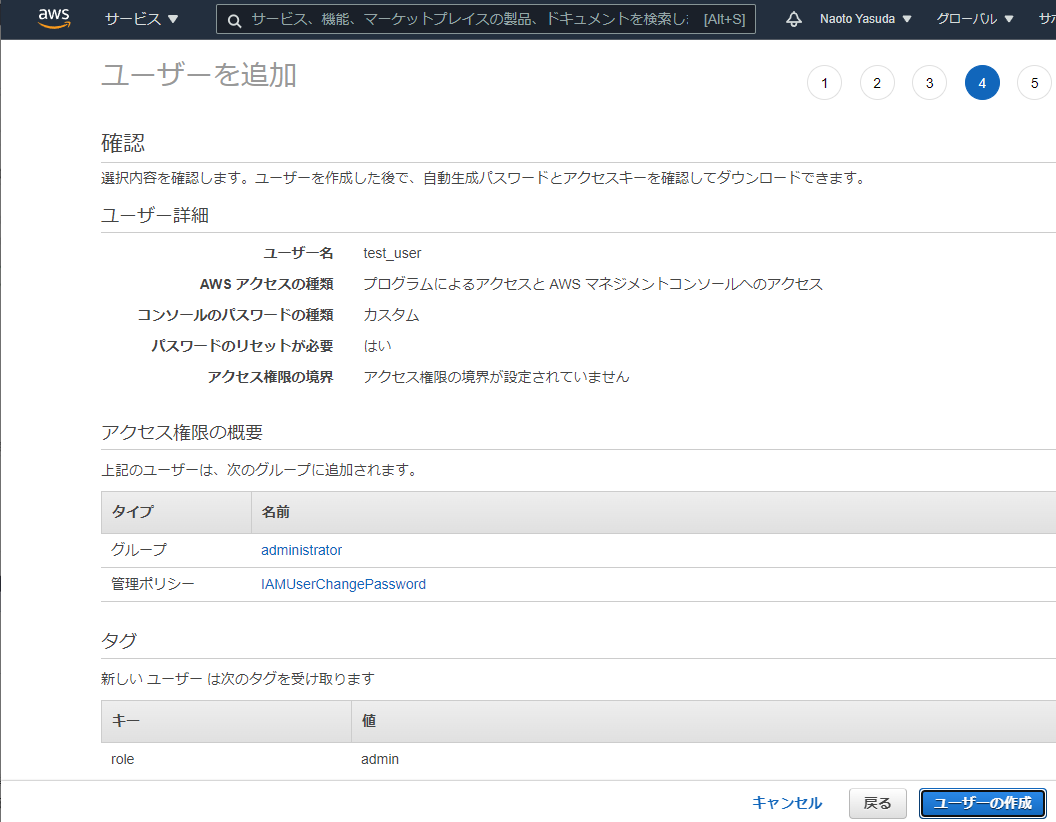 aws サービス ▼ サービス、機能、マーケットプレイスの製品、ドキュメントを検索し [Alt+S] Naoto Yasuda ▼ グローバル ▼ サポ
ユーザーを追加 1 2 3 4 5
確認
選択内容を確認します。ユーザーを作成した後で、自動生成パスワードとアクセスキーを確認してダウンロードできます。
ユーザー詳細
ユーザー名 test_user
AWS アクセスの種類 プログラムによるアクセスと AWS マネジメントコンソールへのアクセス
コンソールのパスワードの種類 カスタム
パスワードのリセットが必要 はい
アクセス権限の境界 アクセス権限の境界が設定されていません
アクセス権限の概要
上記のユーザーは、次のグループに追加されます。
タイプ 名前
グループ administrator
管理ポリシー IAMUserChangePassword
タグ
新しい ユーザー は次のタグを受け取ります
キー 値
role admin
キャンセル 戻る ユーザーの作成